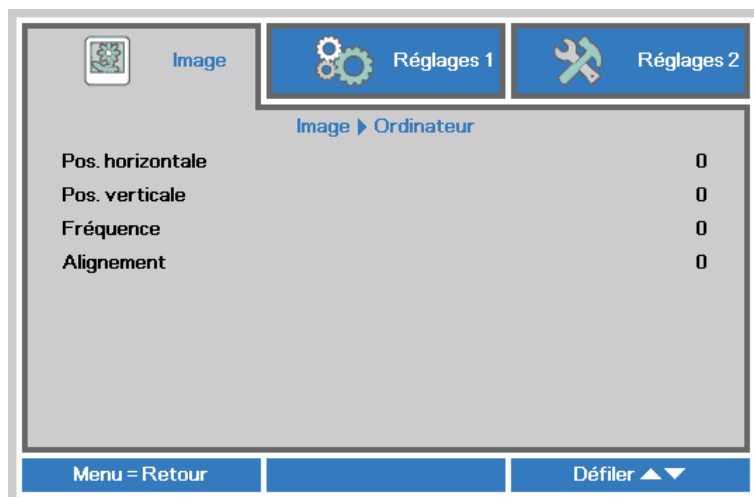 Image
Réglages 1
Réglages 2
Image ▶ Ordinateur
Pos. horizontale 0
Pos. verticale 0
Fréquence 0
Alignement 0
Menu = Retour
Défiler ▲▼